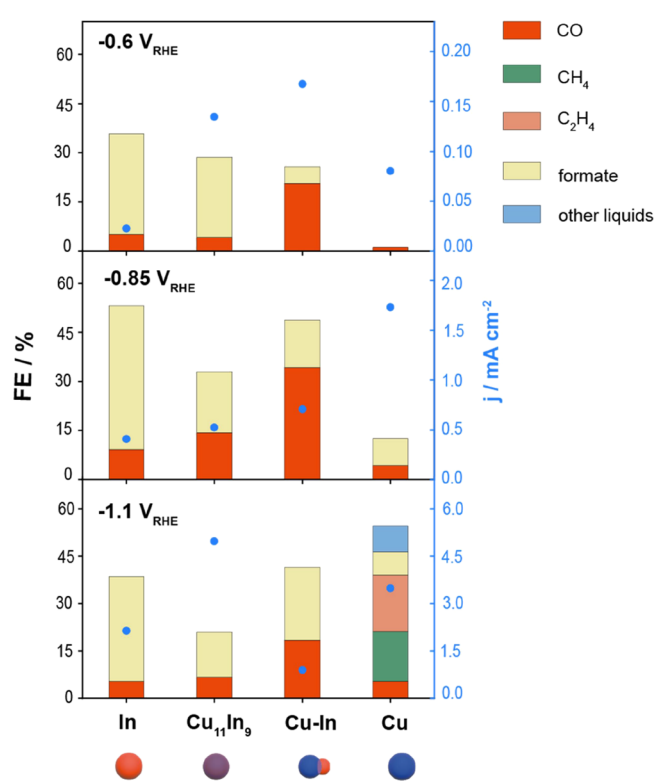 -0.6 V_RHE
60
45
30
15
0
0.20
0.15
0.10
0.05
0.00
-0.85 V_RHE
60
45
30
15
0
2.0
1.5
1.0
0.5
0.0
-1.1 V_RHE
60
45
30
15
0
6.0
4.5
3.0
1.5
0.0
FE / %
j / mA cm⁻²
In
Cu₁₁In₉
Cu-In
Cu
CO
CH₄
C₂H₄
formate
other liquids